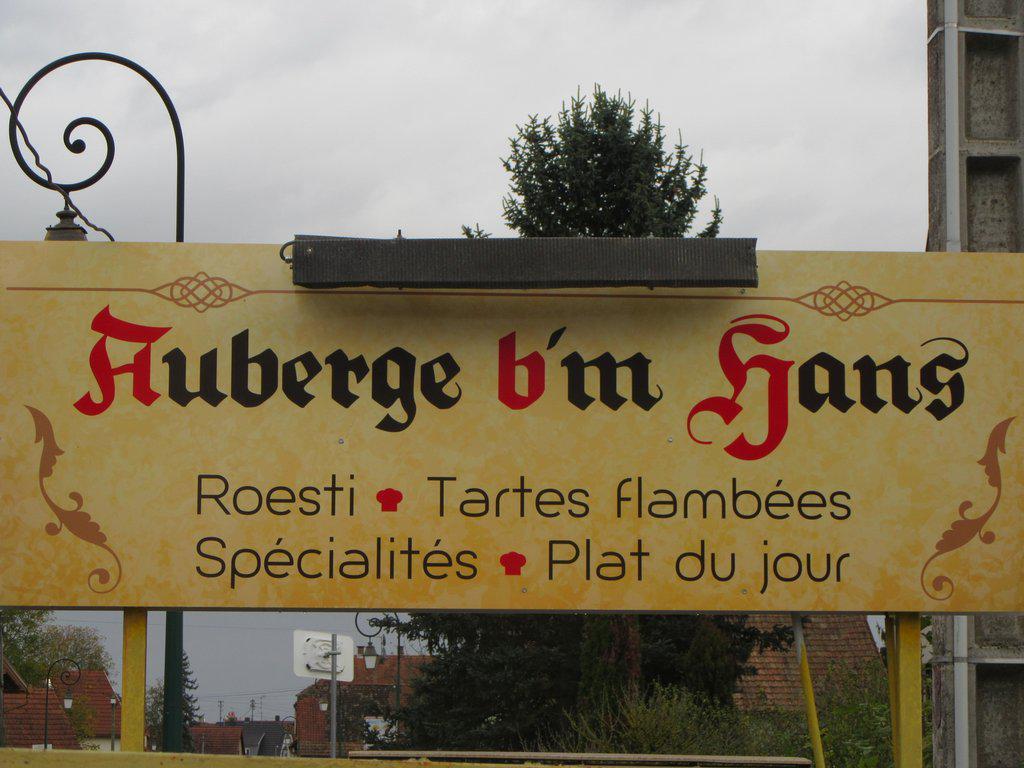 Auberge b'm Hans
Roesti Tartes flambées
Spécialités Plat du jour